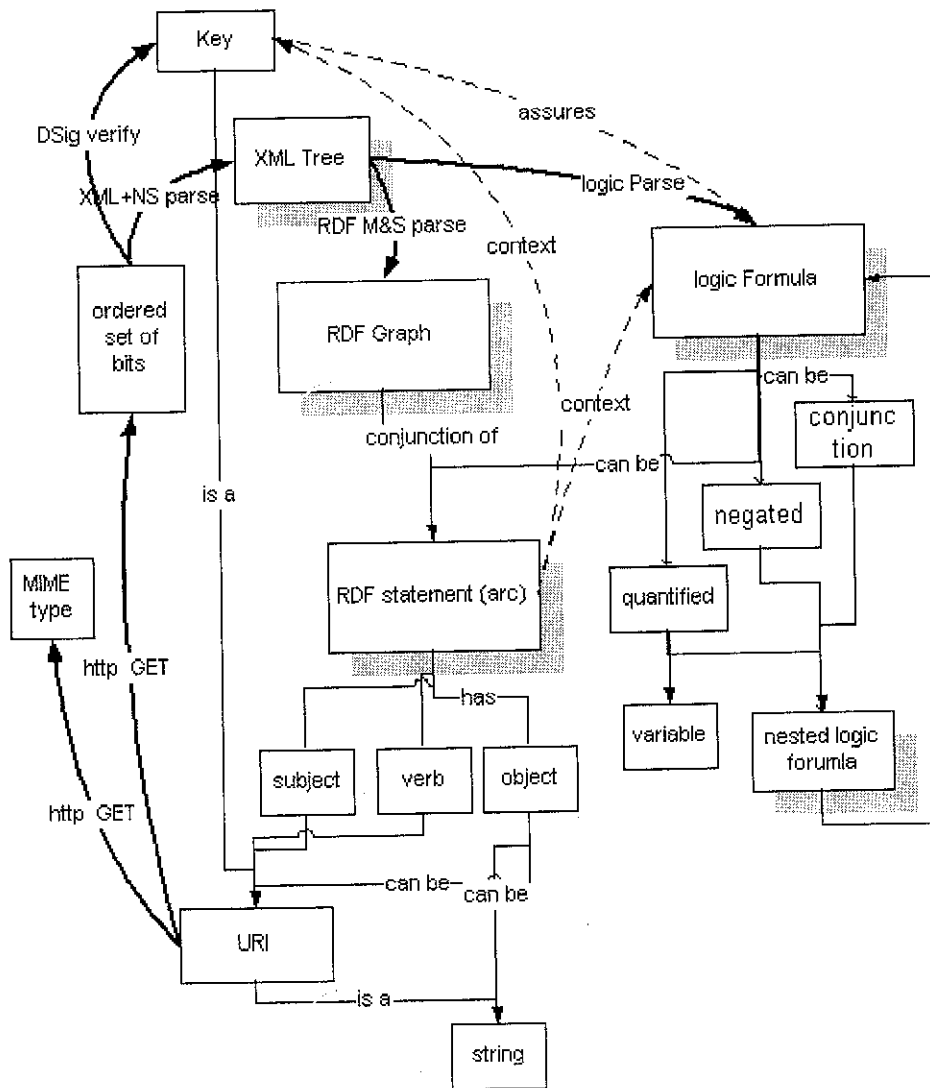 Key
assures
DSig verify
XML Tree
logic Parse
XML+NS parse
RDF M&S parse
context
logic Formula
ordered
set of
bits
RDF Graph
can be
context
conjunc
tion
conjunction of
can be
is a
negated
MIME
type
RDF statement (arc)
quantified
http GET
has
variable
nested logic
forumla
subject
verb
object
http GET
can be
can be
URI
is a
string